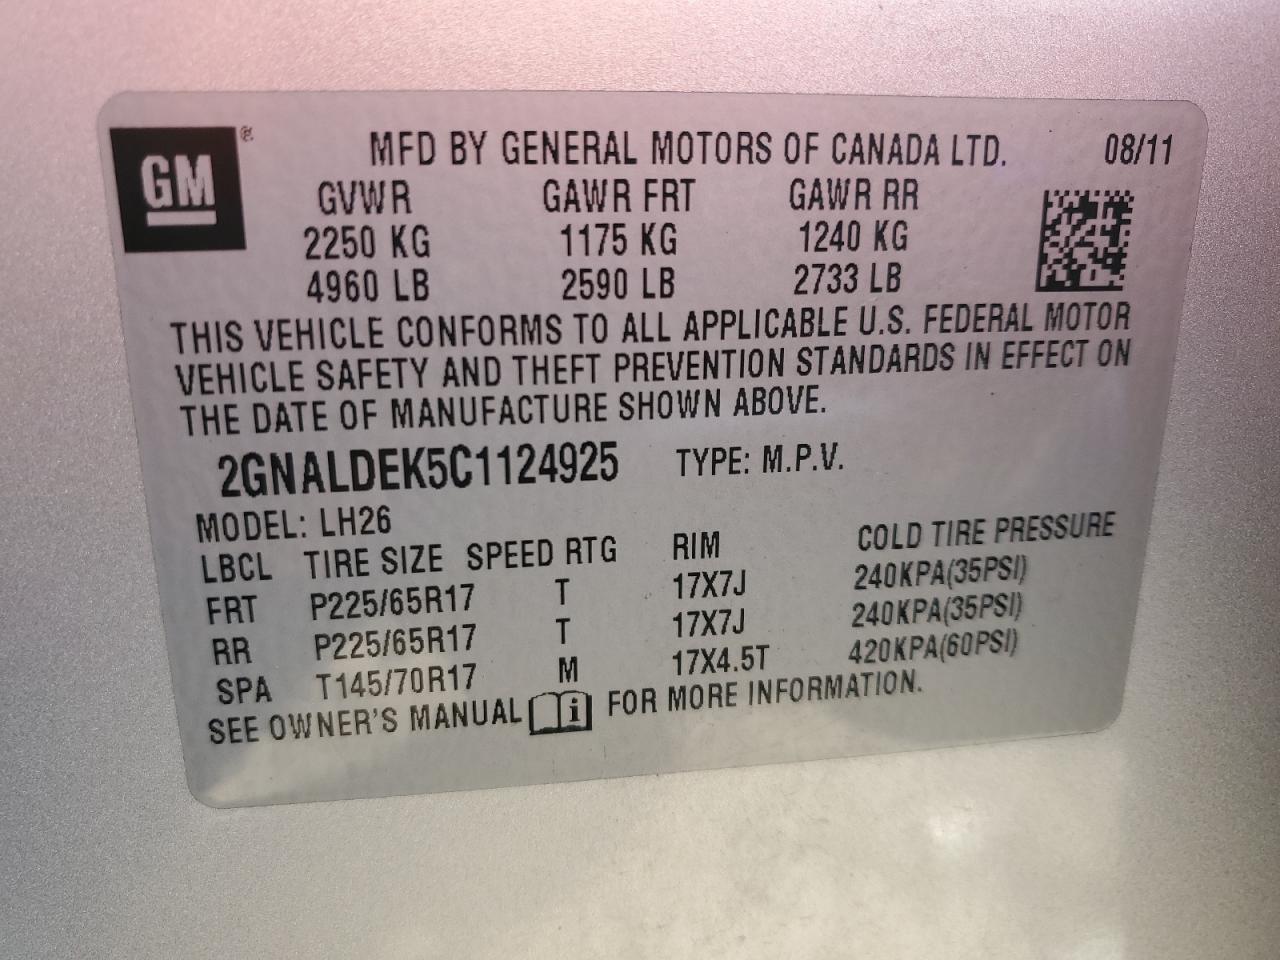 GM ® MFD BY GENERAL MOTORS OF CANADA LTD. 08/11
GVWR GAWR FRT GAWR RR
2250 KG 1175 KG 1240 KG
4960 LB 2590 LB 2733 LB
THIS VEHICLE CONFORMS TO ALL APPLICABLE U.S. FEDERAL MOTOR
VEHICLE SAFETY AND THEFT PREVENTION STANDARDS IN EFFECT ON
THE DATE OF MANUFACTURE SHOWN ABOVE.
2GNALDEK5C1124925 TYPE: M.P.V.
MODEL: LH26
LBCL TIRE SIZE SPEED RTG RIM COLD TIRE PRESSURE
FRT P225/65R17 T 17X7J 240KPA(35PSI)
RR P225/65R17 T 17X7J 240KPA(35PSI)
SPA T145/70R17 M 17X4.5T 420KPA(60PSI)
SEE OWNER'S MANUAL i FOR MORE INFORMATION.